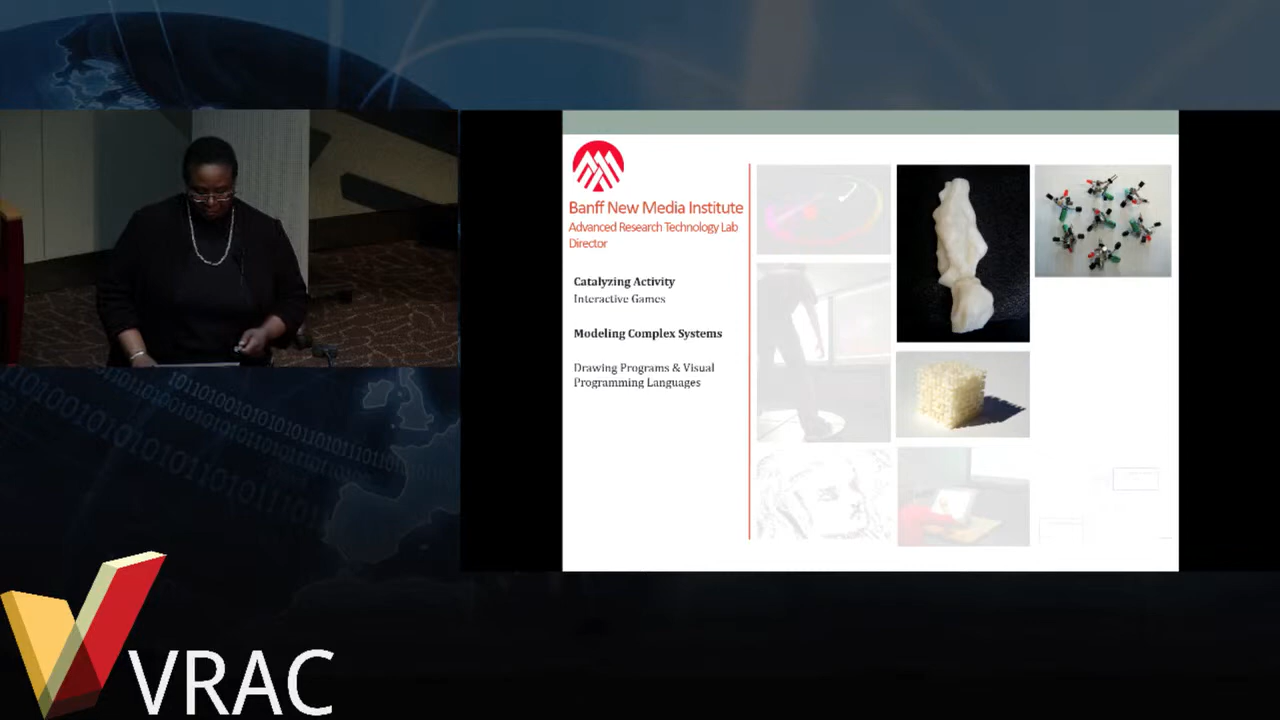 Banff New Media Institute
Advanced Research Technology Lab
Director
Catalyzing Activity
Interactive Games
Modeling Complex Systems
Drawing Programs & Visual
Programming Languages
VRAC